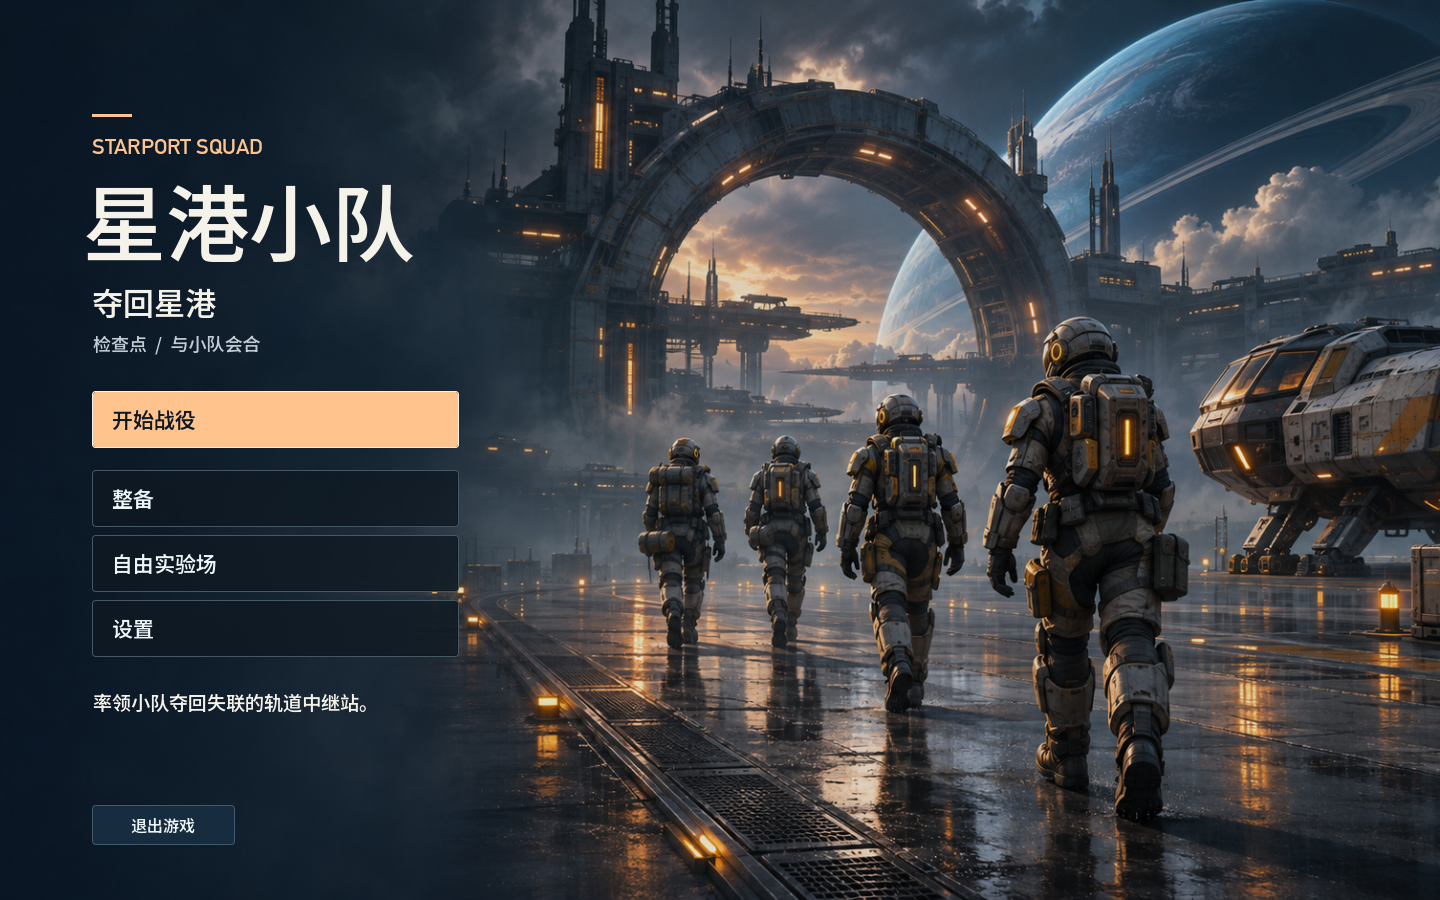 STARPORT SQUAD
星港小队
夺回星港
检查点 / 与小队会合
开始战役
整备
自由实验场
设置
率领小队夺回失联的轨道中继站。
退出游戏